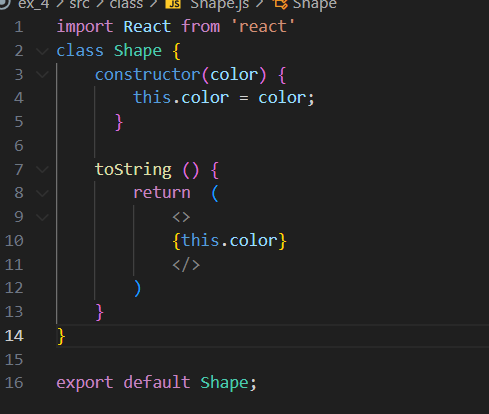 ex_4 > src > class > JS Shape.js > Shape
1 import React from 'react'
2 class Shape {
3 constructor(color) {
4 this.color = color;
5 }
6
7 toString () {
8 return  (
9 <>
10 {this.color}
11 </>
12 )
13 }
14 }
15
16 export default Shape;